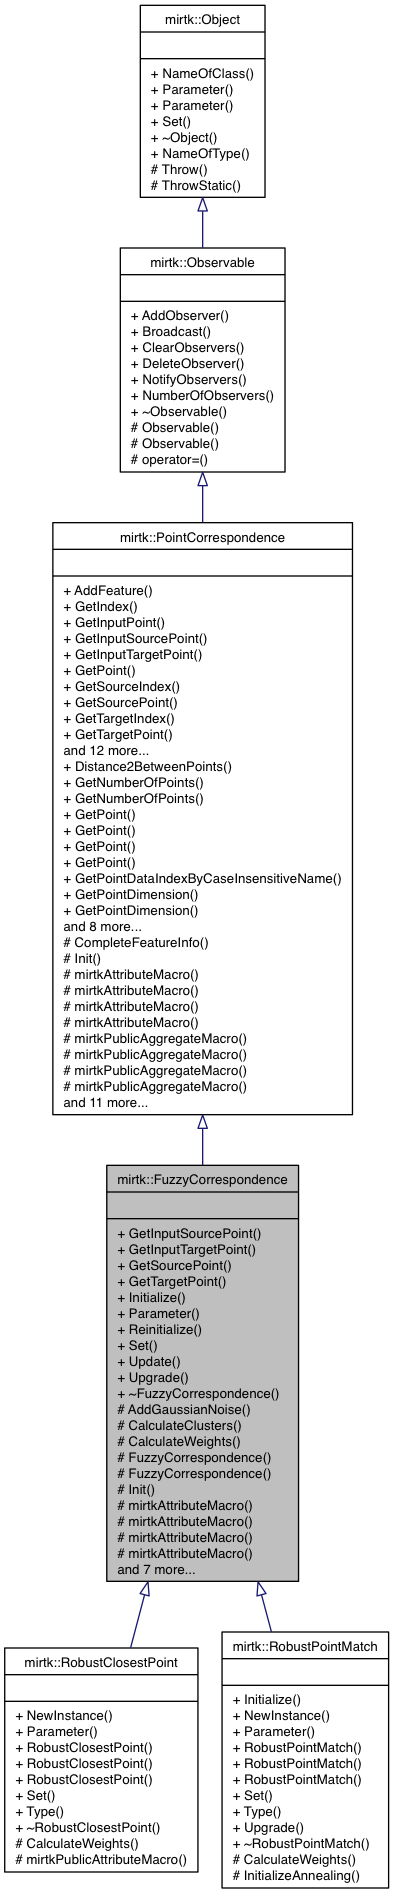 mirtk::Object
+ NameOfClass()
+ Parameter()
+ Parameter()
+ Set()
+ ~Object()
+ NameOfType()
# Throw()
# ThrowStatic()
mirtk::Observable
+ AddObserver()
+ Broadcast()
+ ClearObservers()
+ DeleteObserver()
+ NotifyObservers()
+ NumberOfObservers()
+ ~Observable()
# Observable()
# Observable()
# operator=()
mirtk::PointCorrespondence
+ AddFeature()
+ GetIndex()
+ GetInputPoint()
+ GetInputSourcePoint()
+ GetInputTargetPoint()
+ GetPoint()
+ GetSourceIndex()
+ GetSourcePoint()
+ GetTargetIndex()
+ GetTargetPoint()
and 12 more...
+ Distance2BetweenPoints()
+ GetNumberOfPoints()
+ GetNumberOfPoints()
+ GetPoint()
+ GetPoint()
+ GetPoint()
+ GetPoint()
+ GetPointDataIndexByCaseInsensitiveName()
+ GetPointDimension()
+ GetPointDimension()
and 8 more...
# CompleteFeatureInfo()
# Init()
# mirtkAttributeMacro()
# mirtkAttributeMacro()
# mirtkAttributeMacro()
# mirtkAttributeMacro()
# mirtkPublicAggregateMacro()
# mirtkPublicAggregateMacro()
# mirtkPublicAggregateMacro()
# mirtkPublicAggregateMacro()
and 11 more...
mirtk::FuzzyCorrespondence
+ GetInputSourcePoint()
+ GetInputTargetPoint()
+ GetSourcePoint()
+ GetTargetPoint()
+ Initialize()
+ Parameter()
+ Reinitialize()
+ Set()
+ Update()
+ Upgrade()
+ ~FuzzyCorrespondence()
# AddGaussianNoise()
# CalculateClusters()
# CalculateWeights()
# FuzzyCorrespondence()
# FuzzyCorrespondence()
# Init()
# mirtkAttributeMacro()
# mirtkAttributeMacro()
# mirtkAttributeMacro()
# mirtkAttributeMacro()
and 7 more...
mirtk::RobustClosestPoint
+ NewInstance()
+ Parameter()
+ RobustClosestPoint()
+ RobustClosestPoint()
+ RobustClosestPoint()
+ Set()
+ Type()
+ ~RobustClosestPoint()
# CalculateWeights()
# mirtkPublicAttributeMacro()
mirtk::RobustPointMatch
+ Initialize()
+ NewInstance()
+ Parameter()
+ RobustPointMatch()
+ RobustPointMatch()
+ RobustPointMatch()
+ Set()
+ Type()
+ Upgrade()
+ ~RobustPointMatch()
# CalculateWeights()
# InitializeAnnealing()